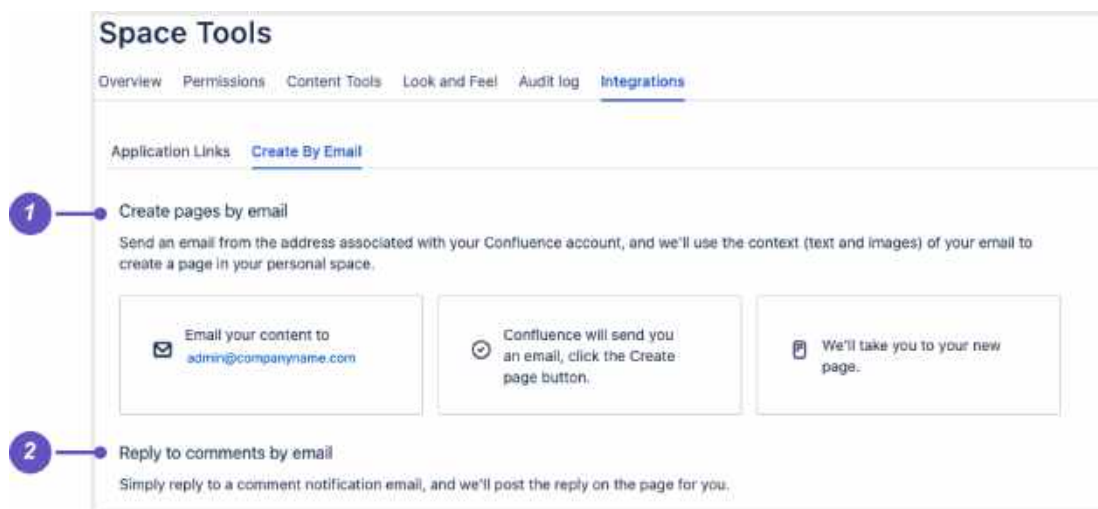 Space Tools
Overview Permissions Content Tools Look and Feel Audit log Integrations
Application Links Create By Email
1
Create pages by email
Send an email from the address associated with your Confluence account, and we'll use the context (text and images) of your email to
create a page in your personal space.
Email your content to
admin@companyname.com
Confluence will send you
an email, click the Create
page button.
We'll take you to your new
page.
2
Reply to comments by email
Simply reply to a comment notification email, and we'll post the reply on the page for you.